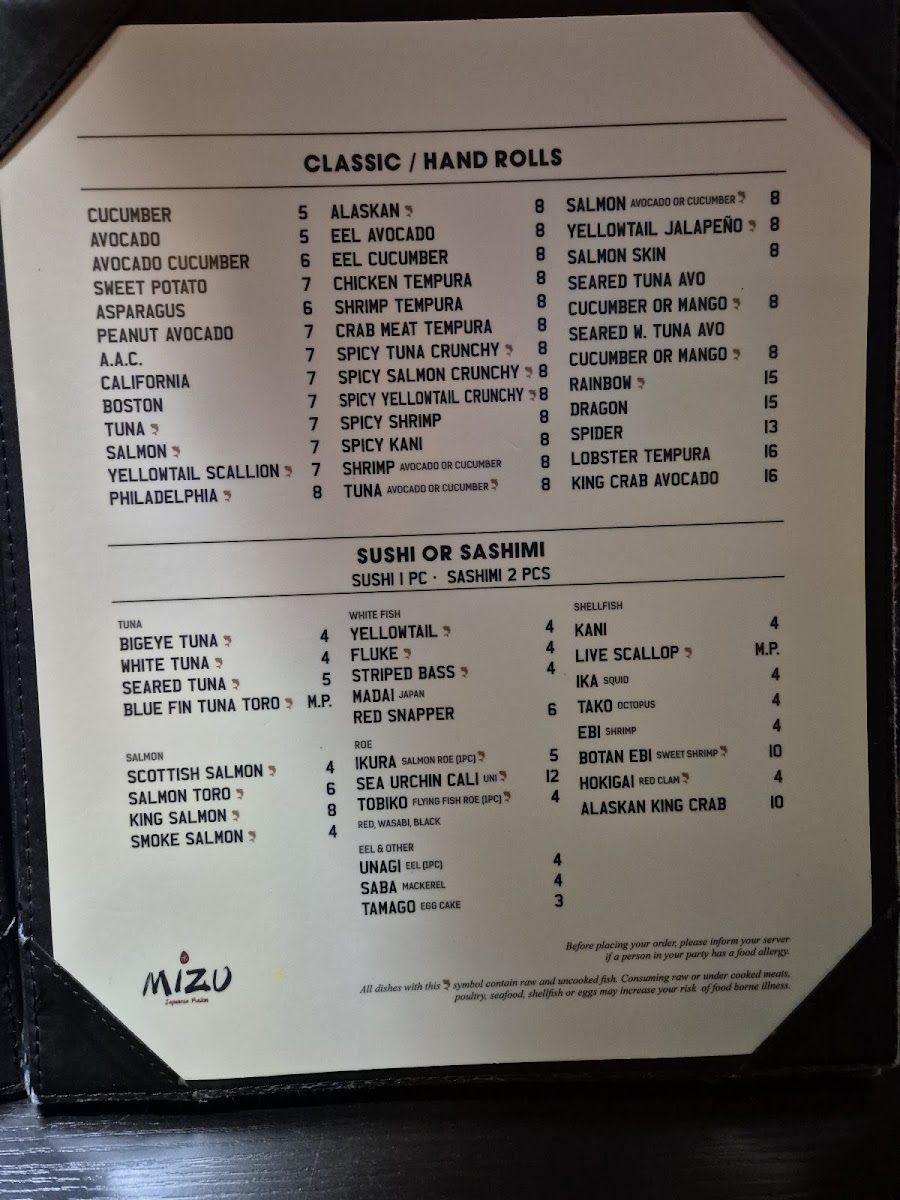 CLASSIC / HAND ROLLS
CUCUMBER 5
AVOCADO 5
AVOCADO CUCUMBER 6
SWEET POTATO 7
ASPARAGUS 6
PEANUT AVOCADO 7
A.A.C. 7
CALIFORNIA 7
BOSTON 7
TUNA 7
SALMON 7
YELLOWTAIL SCALLION 7
PHILADELPHIA 8
ALASKAN 8
EEL AVOCADO 8
EEL CUCUMBER 8
CHICKEN TEMPURA 8
SHRIMP TEMPURA 8
CRAB MEAT TEMPURA 8
SPICY TUNA CRUNCHY 8
SPICY SALMON CRUNCHY 8
SPICY YELLOWTAIL CRUNCHY 8
SPICY SHRIMP 8
SPICY KANI 8
SHRIMP AVOCADO OR CUCUMBER 8
TUNA AVOCADO OR CUCUMBER 8
SALMON AVOCADO OR CUCUMBER 8
YELLOWTAIL JALAPEÑO 8
SALMON SKIN 8
SEARED TUNA AVO
CUCUMBER OR MANGO 8
SEARED W. TUNA AVO
CUCUMBER OR MANGO 8
RAINBOW 15
DRAGON 15
SPIDER 13
LOBSTER TEMPURA 16
KING CRAB AVOCADO 16
SUSHI OR SASHIMI
SUSHI 1 PC · SASHIMI 2 PCS
TUNA
BIGEYE TUNA 4
WHITE TUNA 4
SEARED TUNA 5
BLUE FIN TUNA TORO M.P.
SALMON
SCOTTISH SALMON 4
SALMON TORO 6
KING SALMON 8
SMOKE SALMON 4
WHITE FISH
YELLOWTAIL 4
FLUKE 4
STRIPED BASS 4
MADAI JAPAN
RED SNAPPER 6
ROE
IKURA SALMON ROE (1PC) 5
SEA URCHIN CALI UNI 12
TOBIKO FLYING FISH ROE (1PC) 4
RED, WASABI, BLACK
EEL & OTHER
UNAGI EEL (1PC) 4
SABA MACKEREL 4
TAMAGO EGG CAKE 3
SHELLFISH
KANI 4
LIVE SCALLOP M.P.
IKA SQUID 4
TAKO OCTOPUS 4
EBI SHRIMP 4
BOTAN EBI SWEET SHRIMP 10
HOKIGAI RED CLAM 4
ALASKAN KING CRAB 10
Before placing your order, please inform your server
if a person in your party has a food allergy.
All dishes with this symbol contain raw and uncooked fish. Consuming raw or under cooked meats,
poultry, seafood, shellfish or eggs may increase your risk of food borne illness.
MIZU
Japanese Fusion